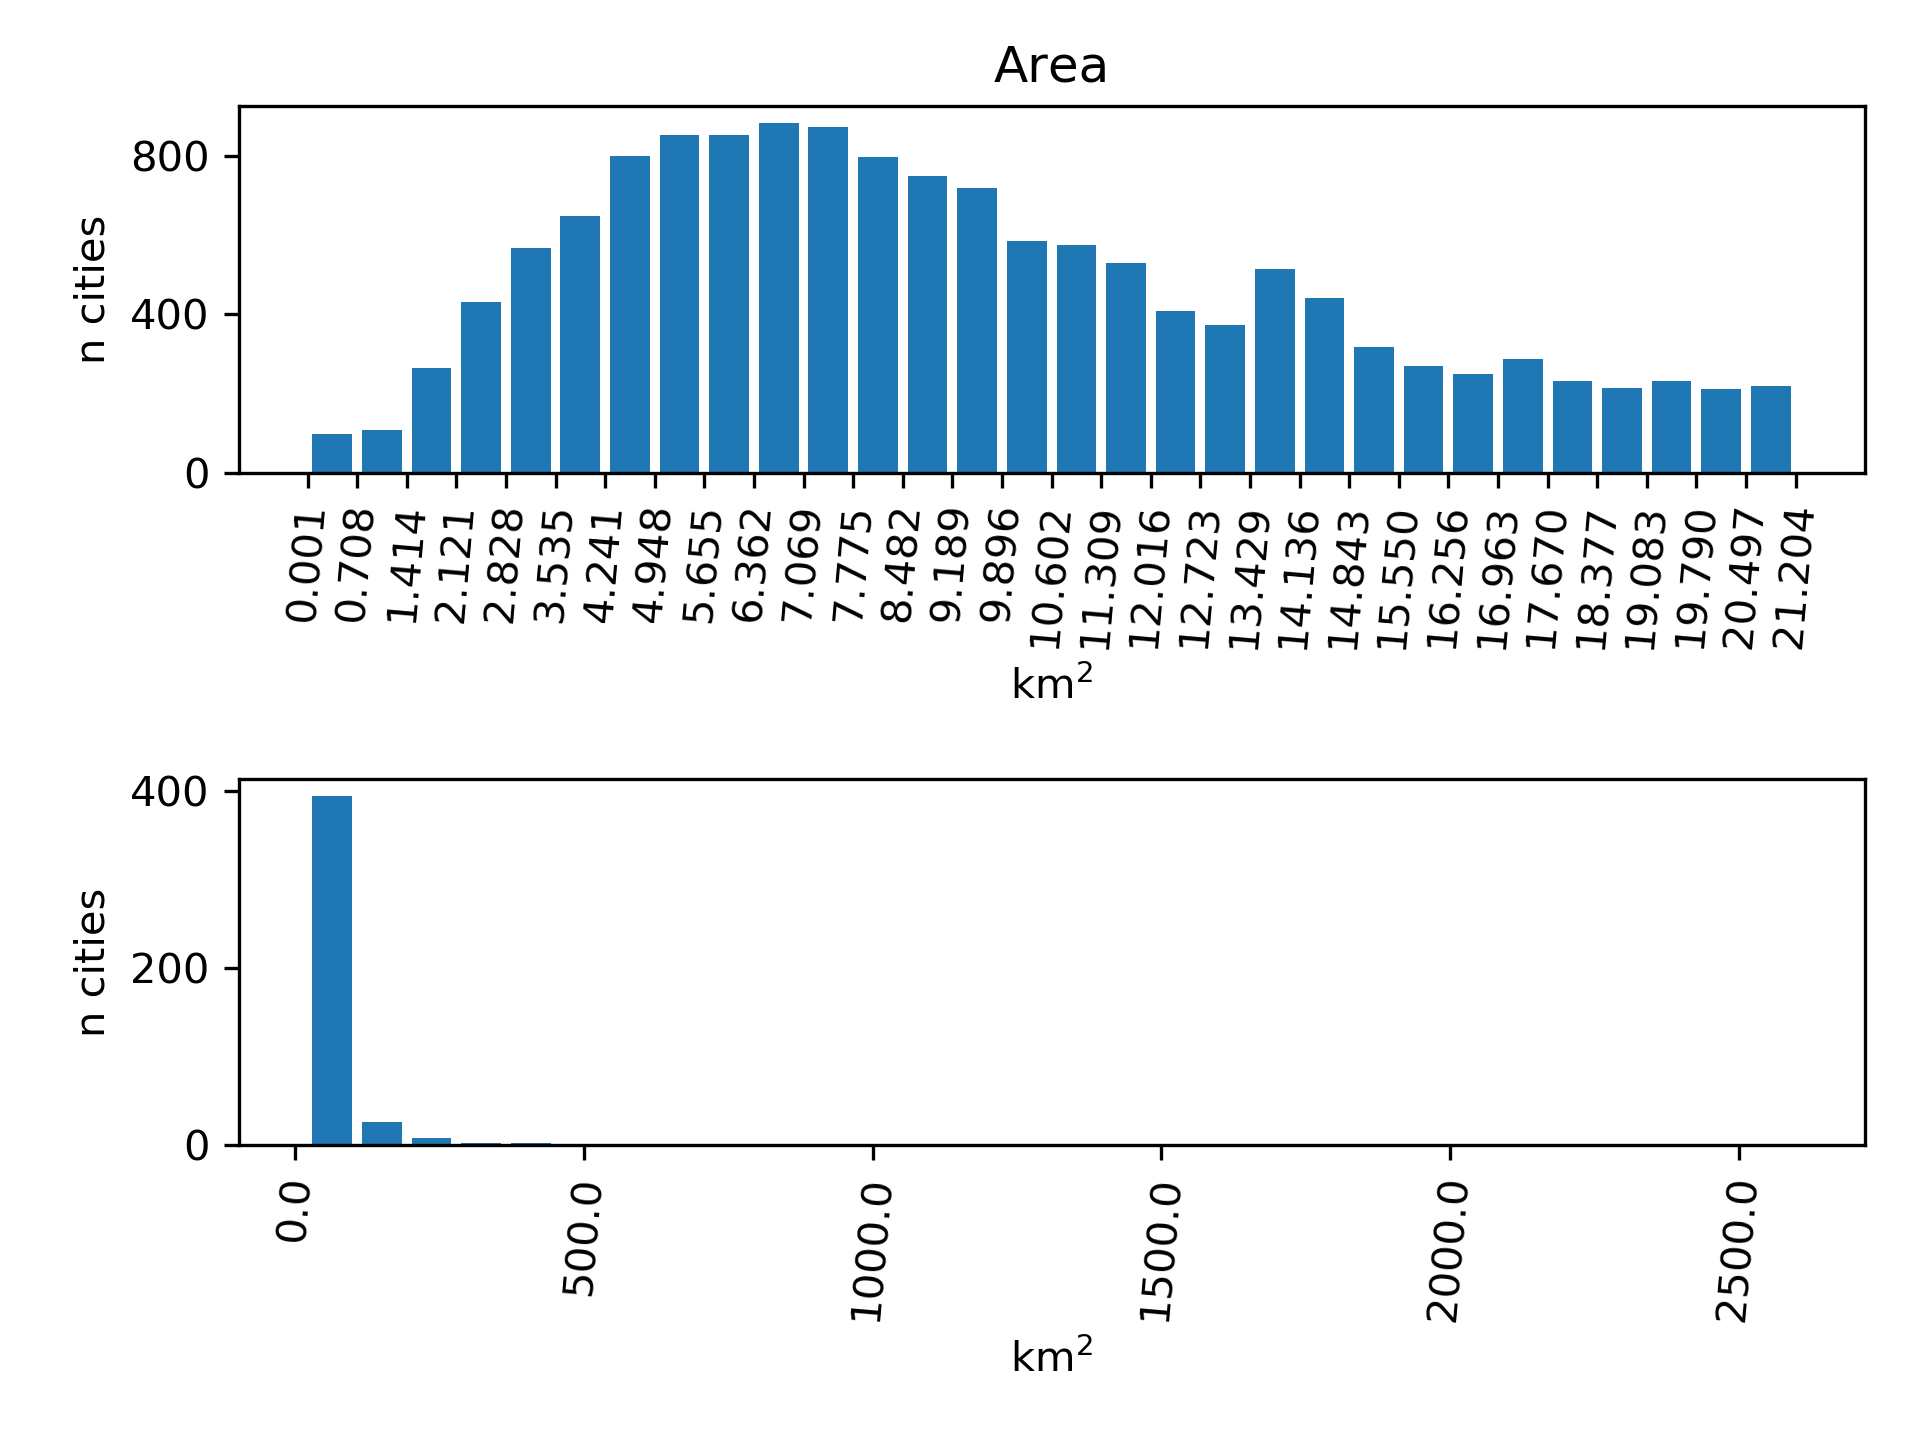 Area
n cities
800
400
0
0.001 0.708 1.414 2.121 2.828 3.535 4.241 4.948 5.655 6.362 7.069 7.775 8.482 9.189 9.896 10.602 11.309 12.016 12.723 13.429 14.136 14.843 15.550 16.256 16.963 17.670 18.377 19.083 19.790 20.497 21.204
km²
n cities
400
200
0
0.0 500.0 1000.0 1500.0 2000.0 2500.0
km²